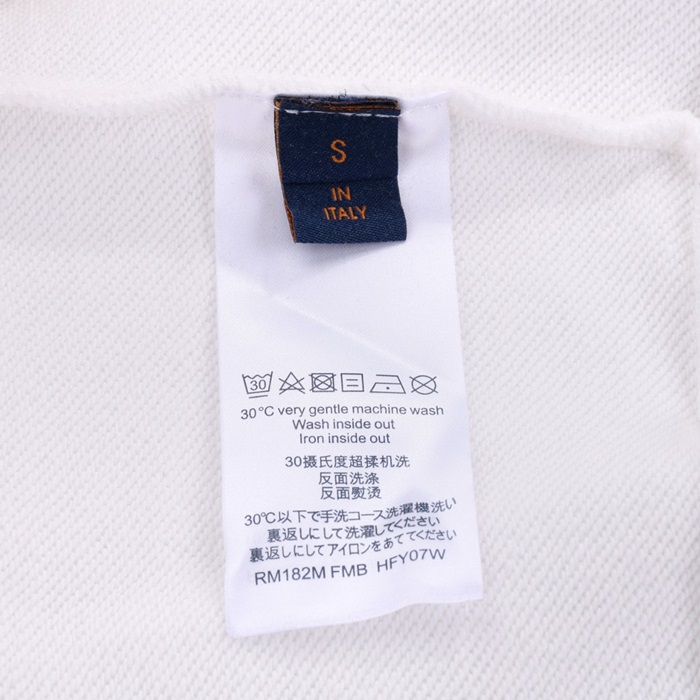 S
IN
ITALY
30
30°C very gentle machine wash
Wash inside out
Iron inside out
30摄氏度超揉机洗
反面洗涤
反面熨烫
30℃以下で手洗コース洗濯機洗い
裏返しにして洗濯してください
裏返しにしてアイロンをあててください
RM182M FMB HFY07W